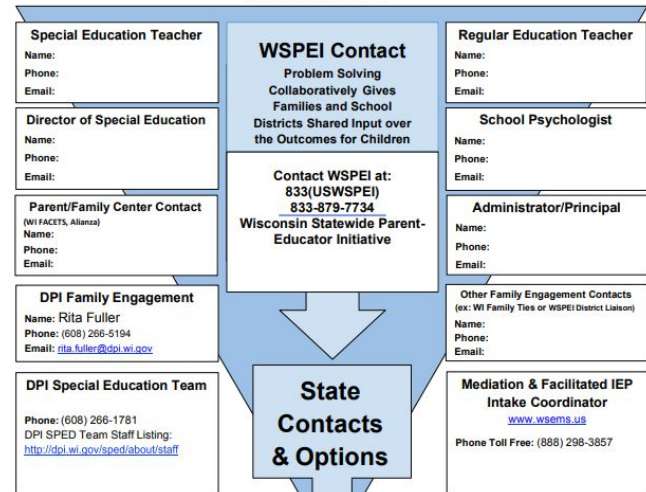 Special Education Teacher
Name:
Phone:
Email:
Director of Special Education
Name:
Phone:
Email:
Parent/Family Center Contact
(WI FACETS, Alianza)
Name:
Phone:
Email:
DPI Family Engagement
Name: Rita Fuller
Phone: (608) 266-5194
Email: rita.fuller@dpi.wi.gov
DPI Special Education Team
Phone: (608) 266-1781
DPI SPED Team Staff Listing:
http://dpi.wi.gov/sped/about/staff
WSPEI Contact
Problem Solving
Collaboratively Gives
Families and School
Districts Shared Input over
the Outcomes for Children
Contact WSPEI at:
833(USWSPEI)
833-879-7734
Wisconsin Statewide Parent-
Educator Initiative
State
Contacts
& Options
Regular Education Teacher
Name:
Phone:
Email:
School Psychologist
Name:
Phone:
Email:
Administrator/Principal
Name:
Phone:
Email:
Other Family Engagement Contacts
(ex: WI Family Ties or WSPEI District Liaison)
Name:
Phone:
Email:
Mediation & Facilitated IEP
Intake Coordinator
www.wsems.us
Phone Toll Free: (888) 298-3857